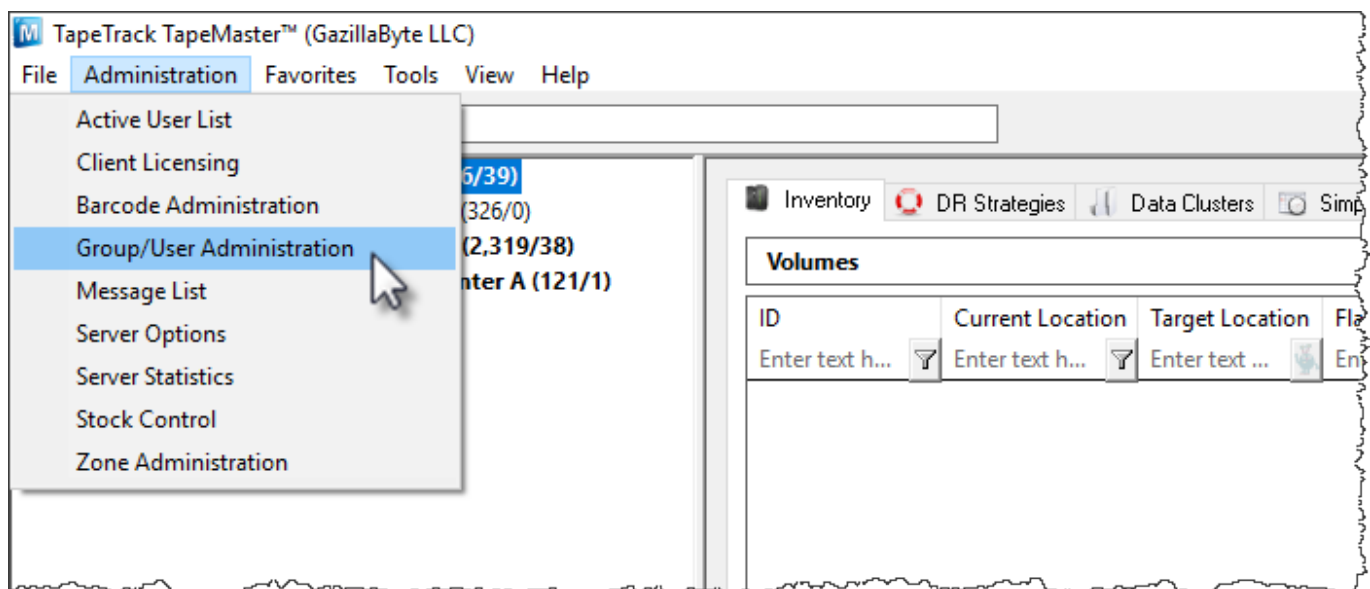 TapeTrack TapeMaster™ (GazillaByte LLC)
File Administration Favorites Tools View Help
Active User List
Client Licensing
Barcode Administration
Group/User Administration
Message List
Server Options
Server Statistics
Stock Control
Zone Administration
6/39)
(326/0)
(2,319/38)
nter A (121/1)
Inventory DR Strategies Data Clusters Simp
Volumes
ID Current Location Target Location Fla
Enter text h... Enter text h... Enter text ... En